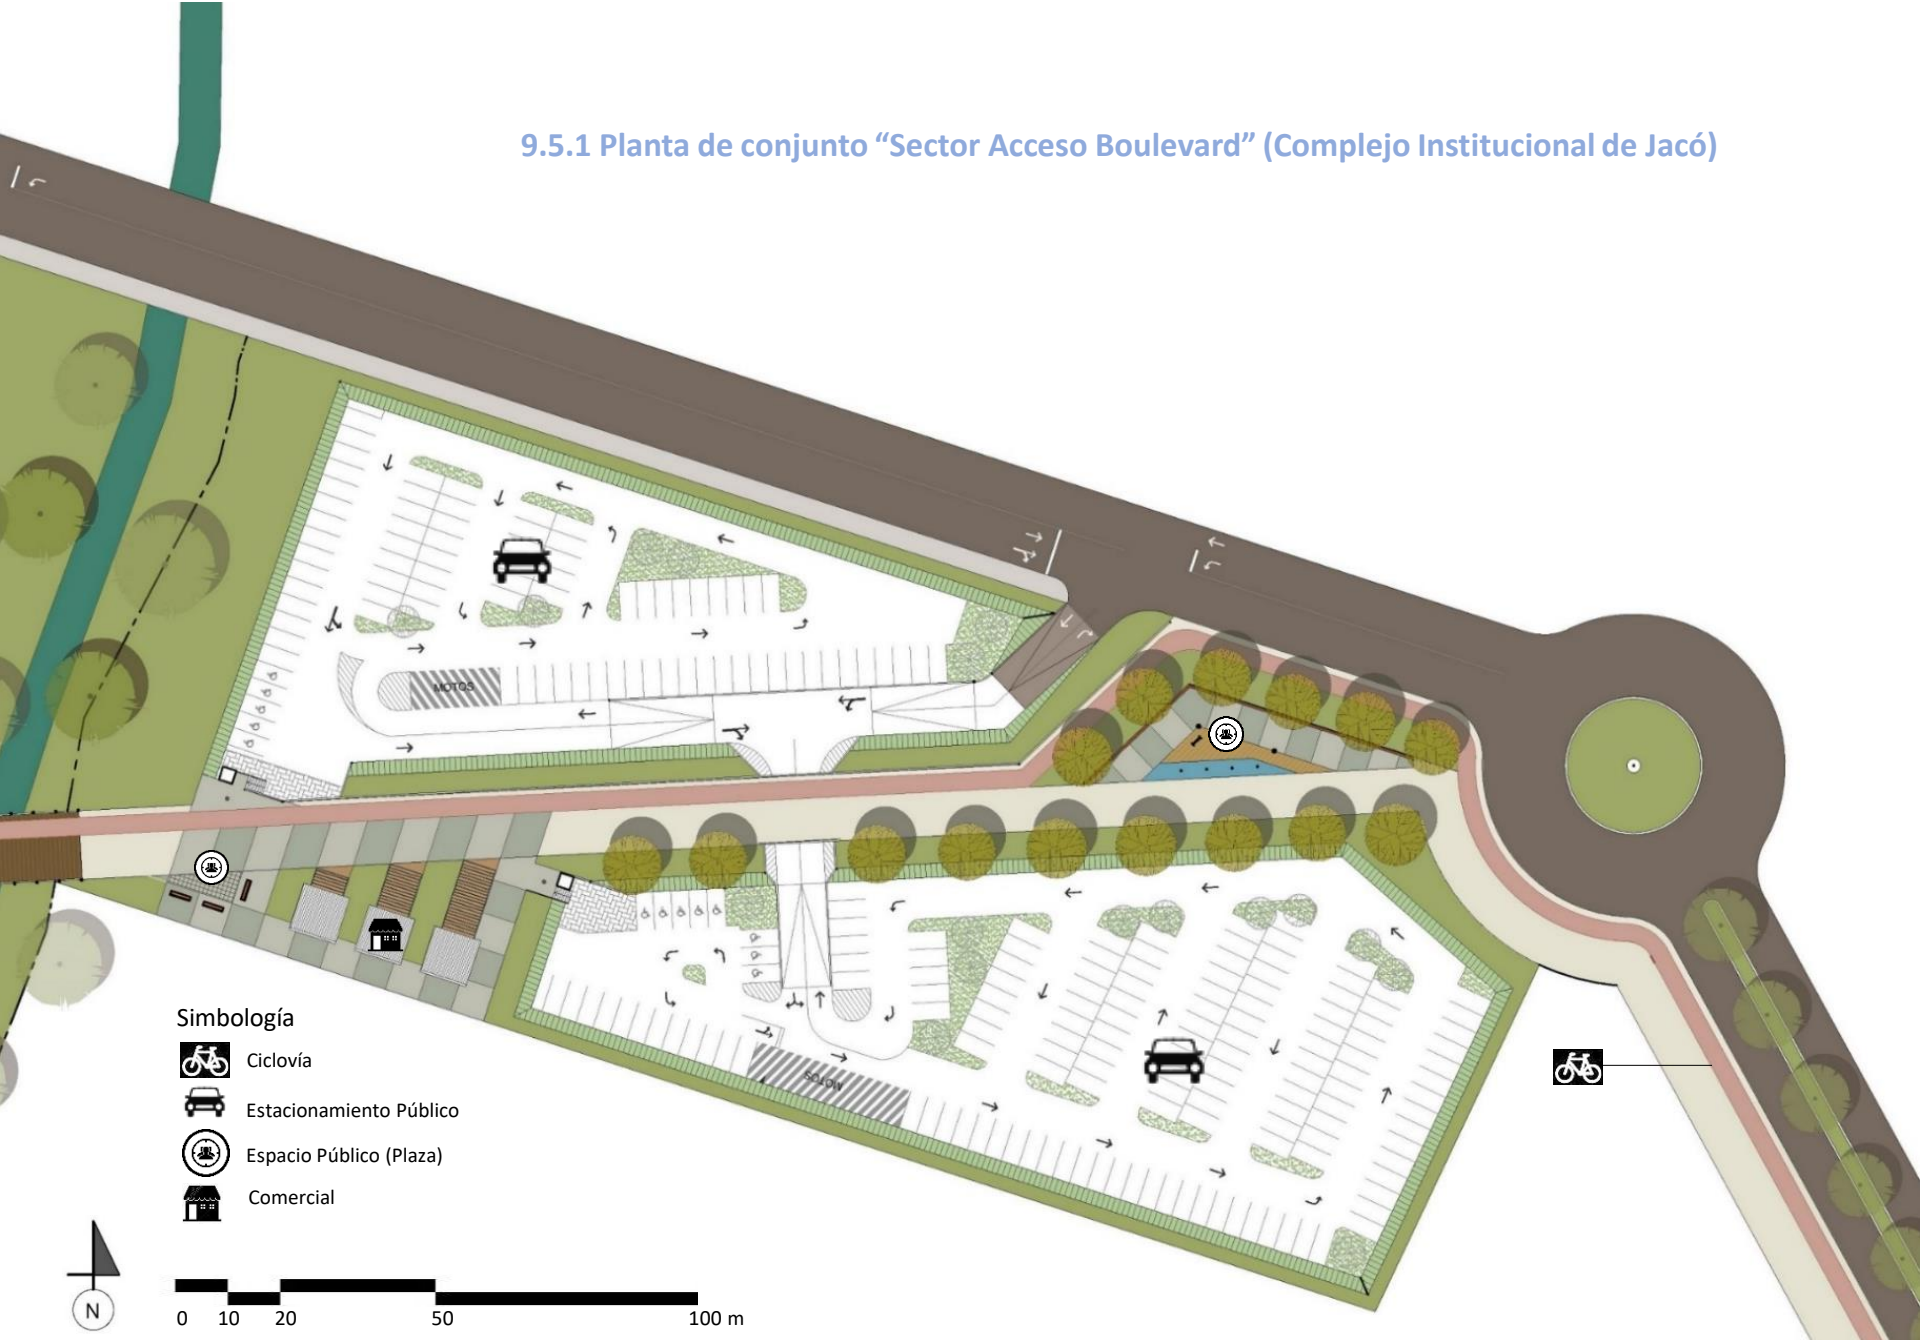 9.5.1 Planta de conjunto “Sector Acceso Boulevard” (Complejo Institucional de Jacó)
MOTOS
MOTOS
Simbología
Ciclovía
Estacionamiento Público
Espacio Público (Plaza)
Comercial
N
0 10 20 50 100 m